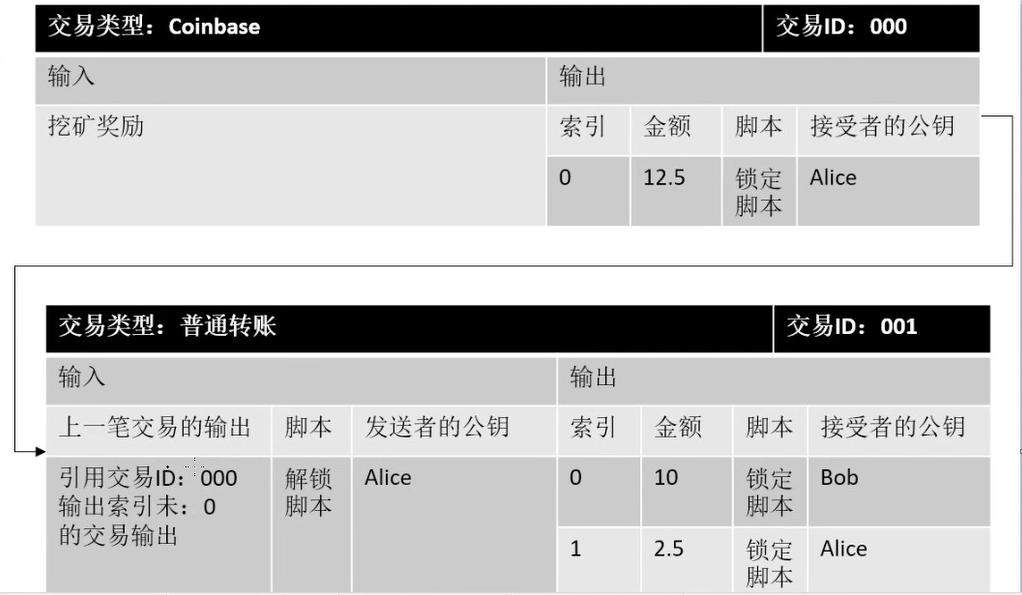 交易类型：Coinbase 交易ID：000
输入 输出
挖矿奖励 索引 金额 脚本 接受者的公钥
0 12.5 锁定 Alice
脚本
交易类型：普通转账 交易ID：001
输入 输出
上一笔交易的输出 脚本 发送者的公钥 索引 金额 脚本 接受者的公钥
引用交易ID：000 解锁 Alice 0 10 锁定 Bob
输出索引未：0 脚本 脚本
的交易输出
1 2.5 锁定 Alice
脚本